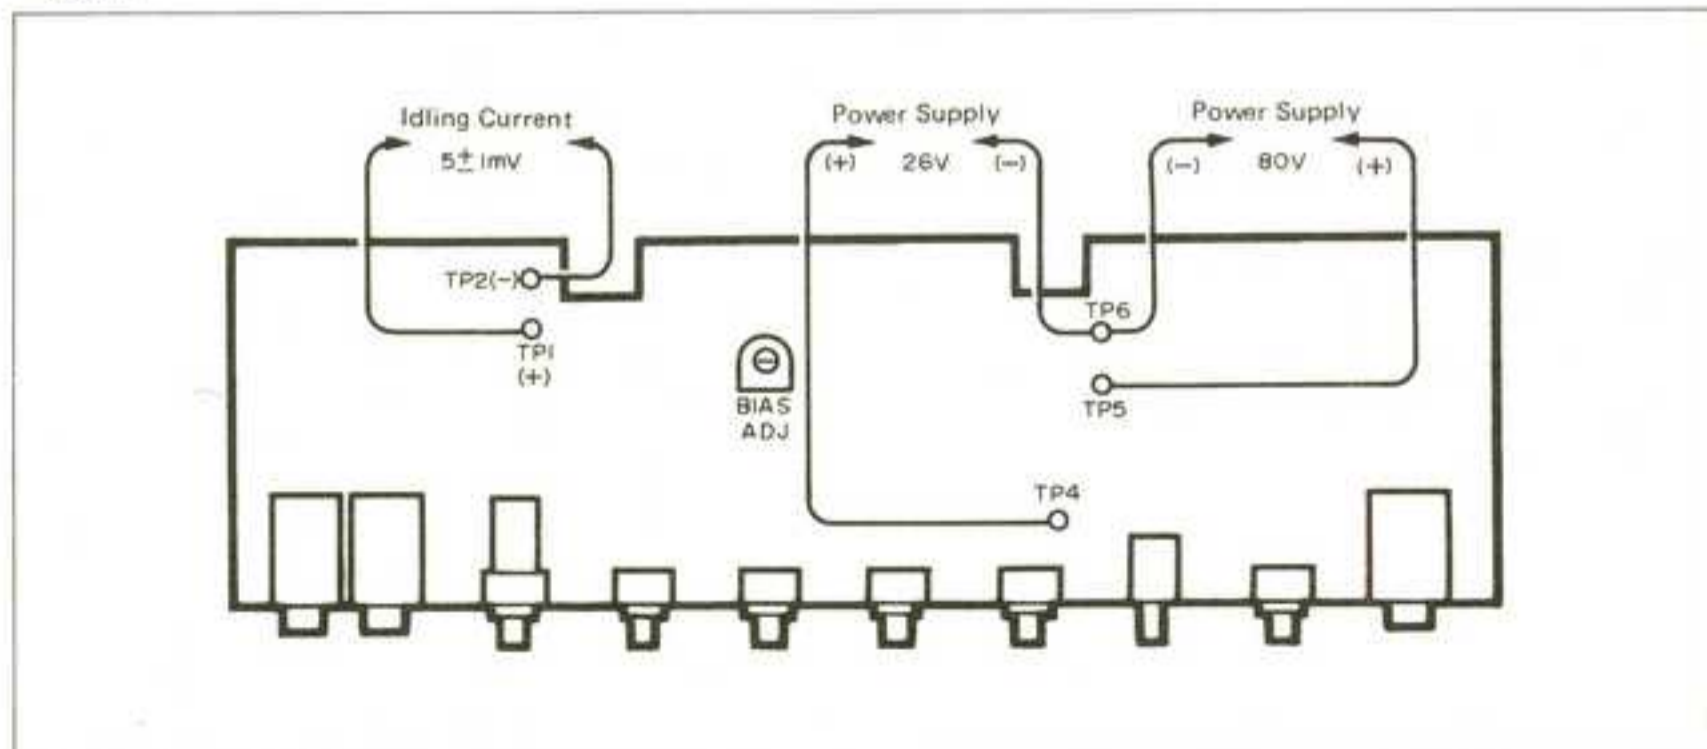 Idling Current
5±1mV
Power Supply
(+) 26V (−)
Power Supply
(−) 80V (+)
TP2(−)
TP1
(+)
BIAS
ADJ
TP6
TP5
TP4